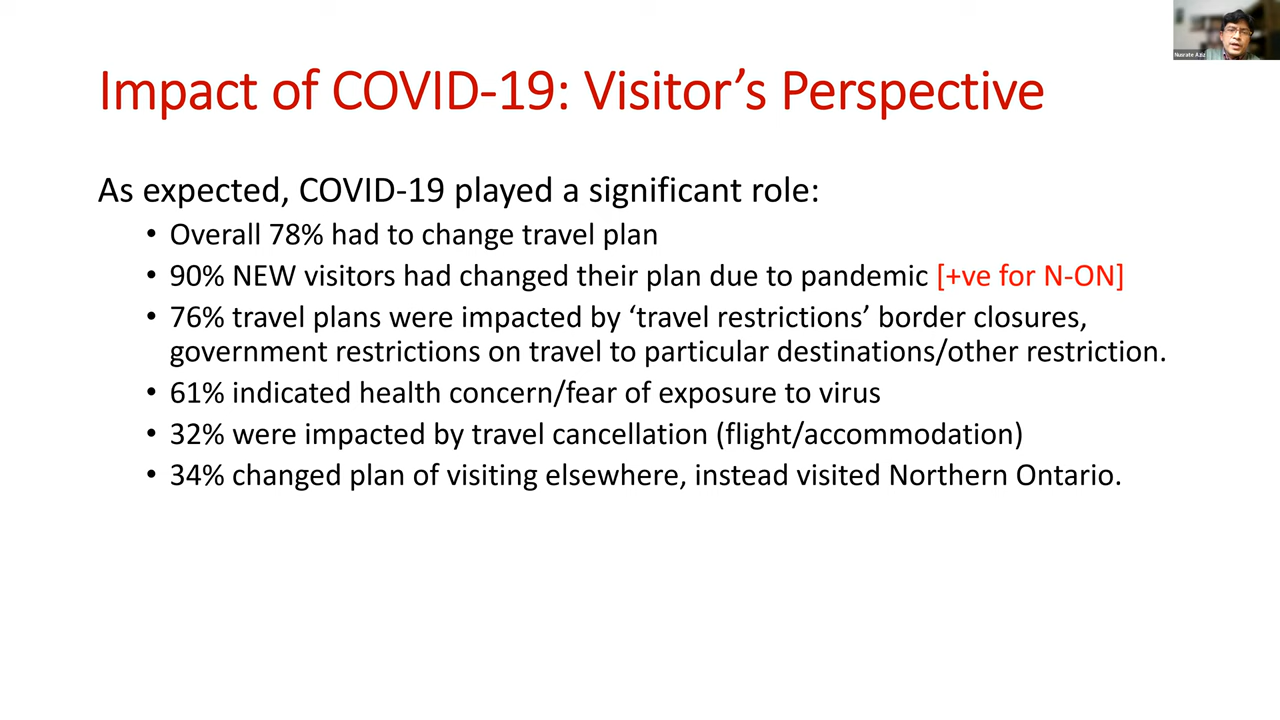 Impact of COVID-19: Visitor’s Perspective
As expected, COVID-19 played a significant role:
• Overall 78% had to change travel plan
• 90% NEW visitors had changed their plan due to pandemic [+ve for N-ON]
• 76% travel plans were impacted by ‘travel restrictions’ border closures,
government restrictions on travel to particular destinations/other restriction.
• 61% indicated health concern/fear of exposure to virus
• 32% were impacted by travel cancellation (flight/accommodation)
• 34% changed plan of visiting elsewhere, instead visited Northern Ontario.
Nusrate Aziz